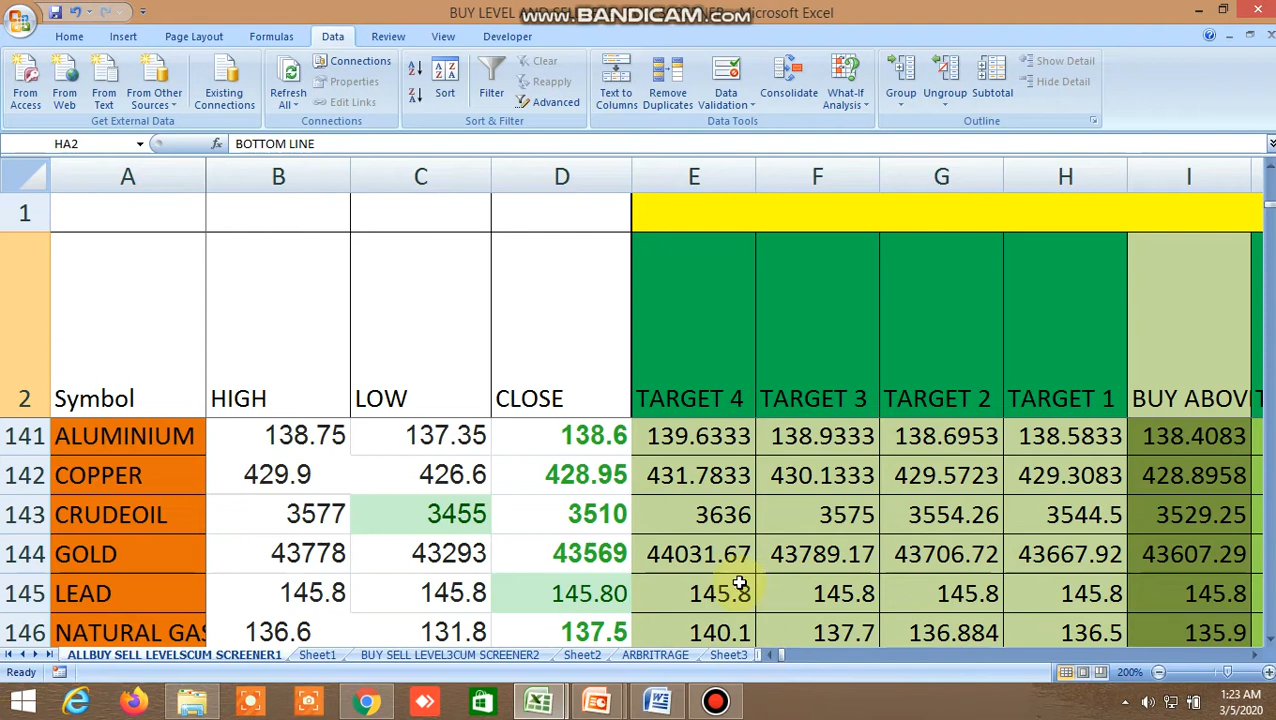 BUY LEVEL AND SEL
www.BANDICAM.com
Microsoft Excel
Home Insert Page Layout Formulas Data Review View Developer
From Access
From Web
From Text
From Other Sources
Existing Connections
Get External Data
Refresh All
Connections
Properties
Edit Links
Connections
Sort
Filter
Clear
Reapply
Advanced
Sort & Filter
Text to Columns
Remove Duplicates
Data Validation
Consolidate
What-If Analysis
Data Tools
Group
Ungroup
Subtotal
Show Detail
Hide Detail
Outline
HA2 fx BOTTOM LINE
A B C D E F G H I
1
2 Symbol HIGH LOW CLOSE TARGET 4 TARGET 3 TARGET 2 TARGET 1 BUY ABOV T
141 ALUMINIUM 138.75 137.35 138.6 139.6333 138.9333 138.6953 138.5833 138.4083
142 COPPER 429.9 426.6 428.95 431.7833 430.1333 429.5723 429.3083 428.8958
143 CRUDEOIL 3577 3455 3510 3636 3575 3554.26 3544.5 3529.25
144 GOLD 43778 43293 43569 44031.67 43789.17 43706.72 43667.92 43607.29
145 LEAD 145.8 145.8 145.80 145.8 145.8 145.8 145.8 145.8
146 NATURAL GAS 136.6 131.8 137.5 140.1 137.7 136.884 136.5 135.9
ALLBUY SELL LEVELSCUM SCREENER1 Sheet1 BUY SELL LEVEL3CUM SCREENER2 Sheet2 ARBRITRAGE Sheet3
Ready 200%
1:23 AM
3/5/2020